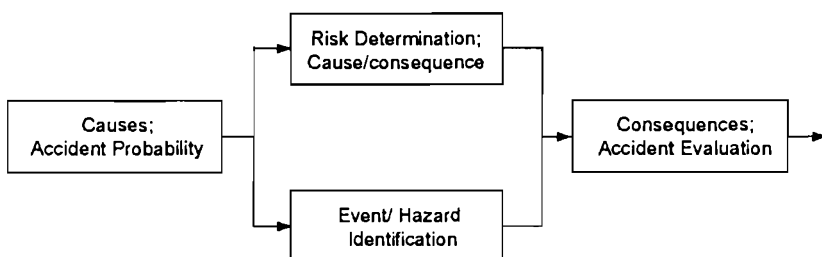 Risk Determination;
Cause/consequence
Causes;
Accident Probability
Consequences;
Accident Evaluation
Event/ Hazard
Identification